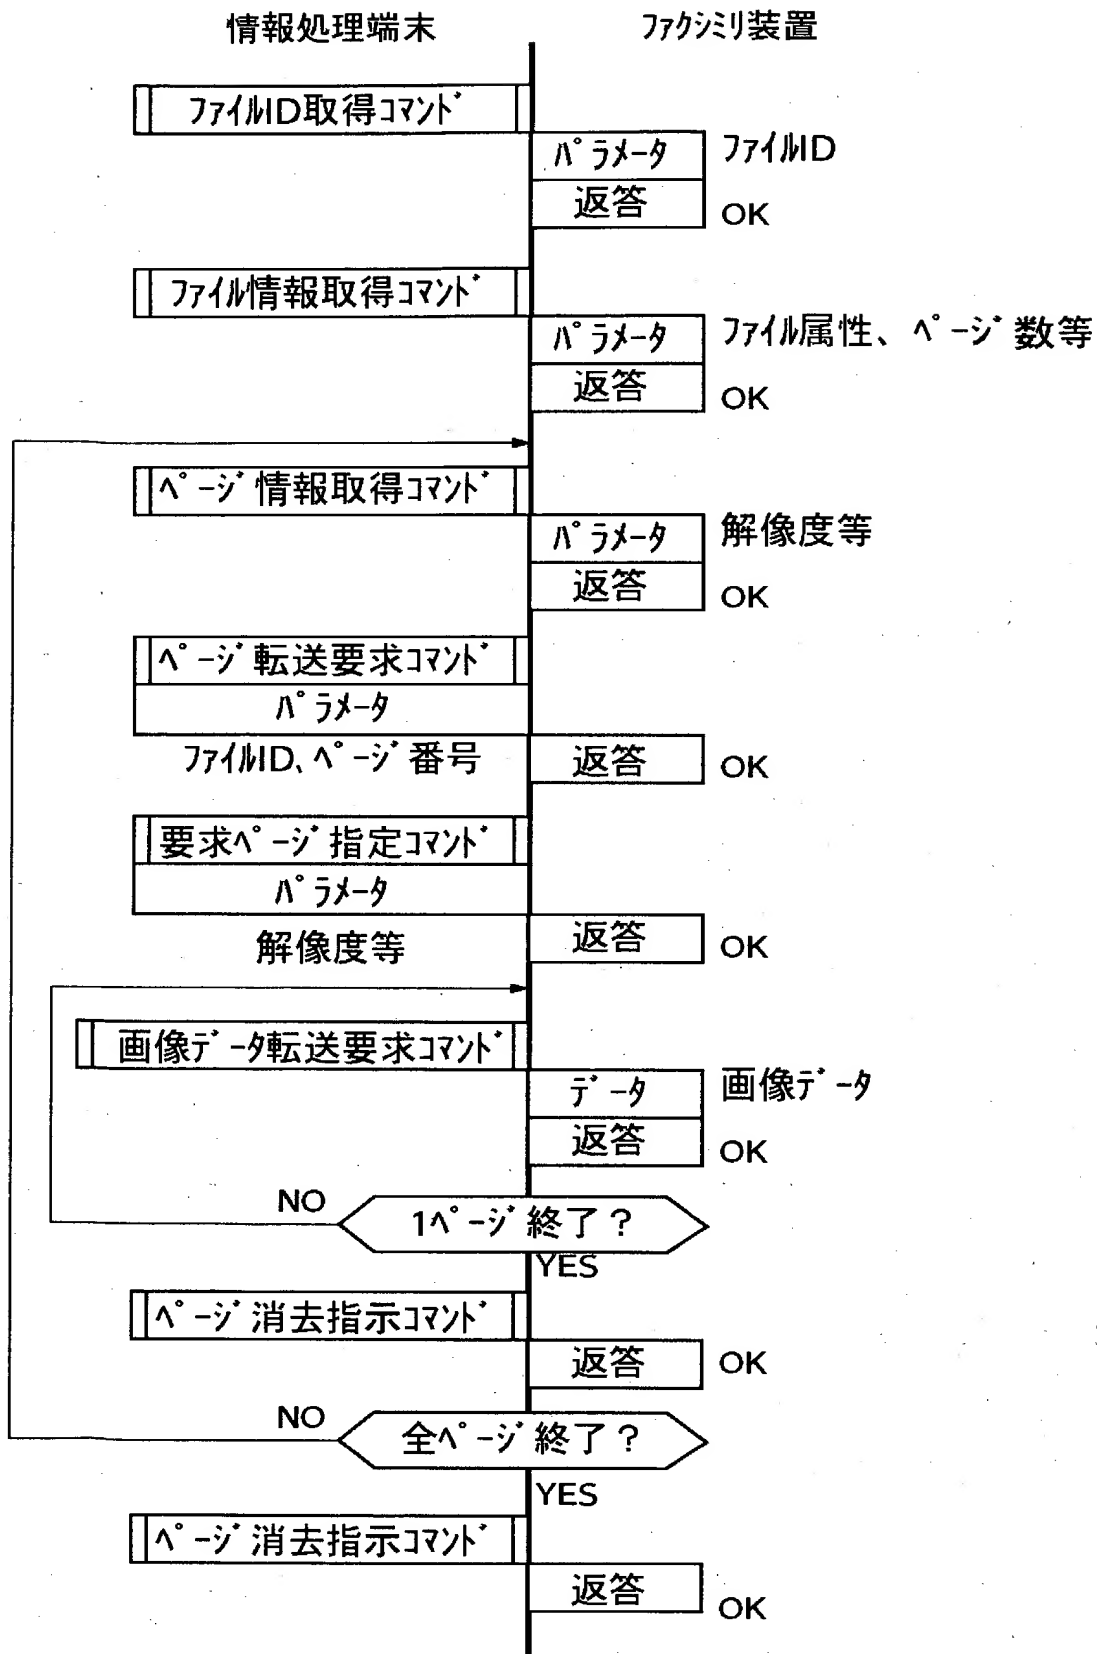 情報処理端末
ﾌｧｸｼﾐﾘ装置
ﾌｧｲﾙID取得ｺﾏﾝﾄﾞ
ﾊﾟﾗﾒｰﾀ
ﾌｧｲﾙID
返答
OK
ﾌｧｲﾙ情報取得ｺﾏﾝﾄﾞ
ﾊﾟﾗﾒｰﾀ
ﾌｧｲﾙ属性、ﾍﾟｰｼﾞ数等
返答
OK
ﾍﾟｰｼﾞ情報取得ｺﾏﾝﾄﾞ
ﾊﾟﾗﾒｰﾀ
解像度等
返答
OK
ﾍﾟｰｼﾞ転送要求ｺﾏﾝﾄﾞ
ﾊﾟﾗﾒｰﾀ
ﾌｧｲﾙID、ﾍﾟｰｼﾞ番号
返答
OK
要求ﾍﾟｰｼﾞ指定ｺﾏﾝﾄﾞ
ﾊﾟﾗﾒｰﾀ
解像度等
返答
OK
画像ﾃﾞｰﾀ転送要求ｺﾏﾝﾄﾞ
ﾃﾞｰﾀ
画像ﾃﾞｰﾀ
返答
OK
NO
1ﾍﾟｰｼﾞ終了？
YES
ﾍﾟｰｼﾞ消去指示ｺﾏﾝﾄﾞ
返答
OK
NO
全ﾍﾟｰｼﾞ終了？
YES
ﾍﾟｰｼﾞ消去指示ｺﾏﾝﾄﾞ
返答
OK